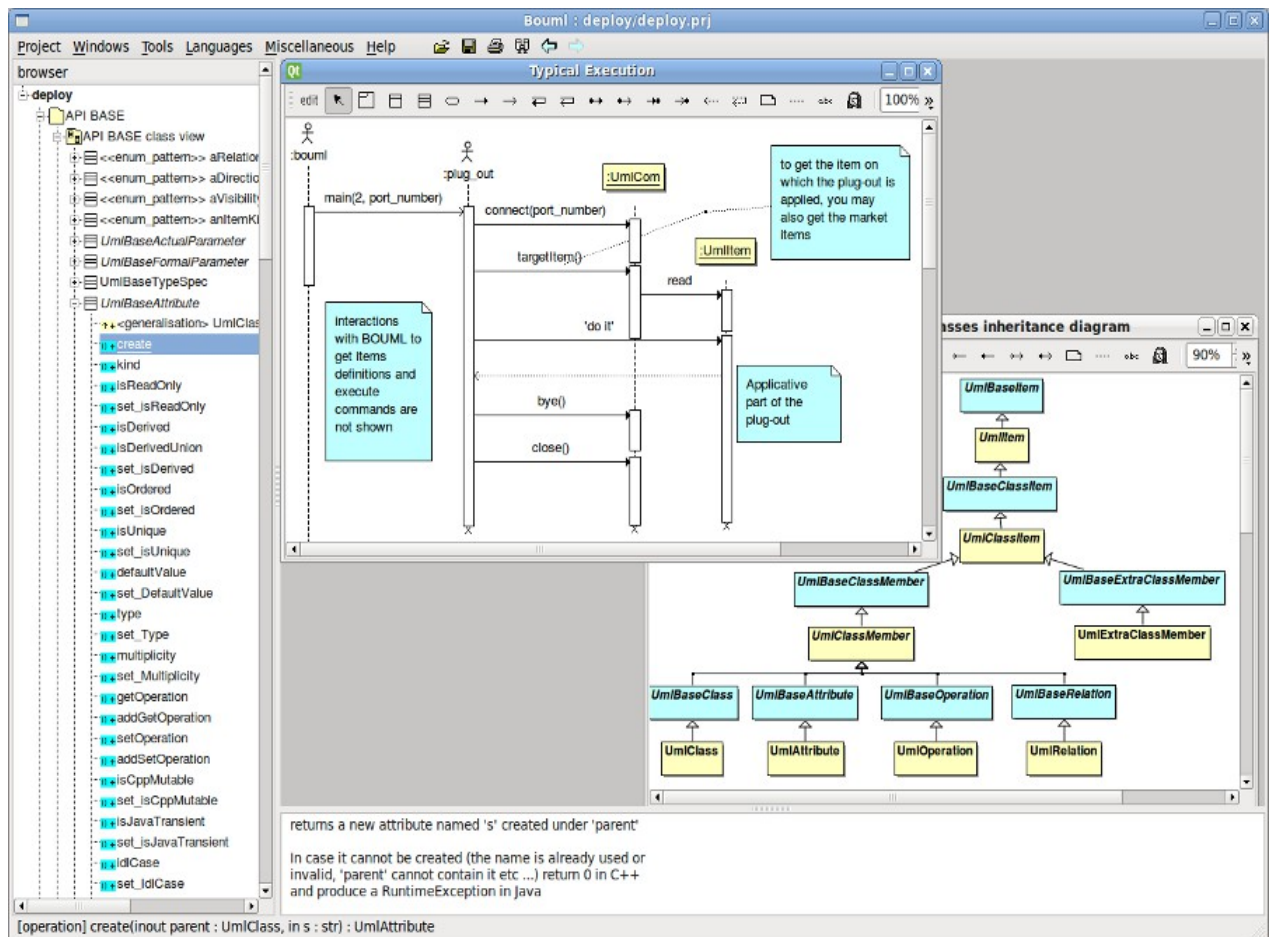 Bouml : deploy/deploy.prj
Project Windows Tools Languages Miscellaneous Help
browser
deploy
API BASE
API BASE class view
<<enum_pattern>> aRelation
<<enum_pattern>> aDirectio
<<enum_pattern>> aVisibility
<<enum_pattern>> anItemKi
UmlBaseActualParameter
UmlBaseFormalParameter
UmlBaseTypeSpec
UmlBaseAttribute
<generalisation> UmlClas
create
kind
isReadOnly
set_isReadOnly
isDerived
isDerivedUnion
set_isDerived
isOrdered
set_isOrdered
isUnique
set_isUnique
defaultValue
set_DefaultValue
type
set_Type
multiplicity
set_Multiplicity
getOperation
addGetOperation
setOperation
addSetOperation
isCppMutable
set_isCppMutable
isJavaTransient
set_isJavaTransient
idlCase
set_IdlCase
Qt
Typical Execution
edit
abc
100%
:bouml
:plug_out
:UmlCom
:UmlItem
main(2, port_number)
connect(port_number)
targetItem()
read
'do it'
bye()
close()
to get the item on
which the plug-out is
applied, you may
also get the market
items
interactions
with BOUML to
get items
definitions and
execute
commands are
not shown
Applicative
part of the
plug-out
asses inheritance diagram
abc
90%
UmlBaseItem
UmlItem
UmlBaseClassItem
UmlClassItem
UmlBaseClassMember
UmlBaseExtraClassMember
UmlClassMember
UmlExtraClassMember
UmlBaseClass
UmlBaseAttribute
UmlBaseOperation
UmlBaseRelation
UmlClass
UmlAttribute
UmlOperation
UmlRelation
returns a new attribute named 's' created under 'parent'
In case it cannot be created (the name is already used or
invalid, 'parent' cannot contain it etc ...) return 0 in C++
and produce a RuntimeException in Java
[operation] create(inout parent : UmlClass, in s : str) : UmlAttribute